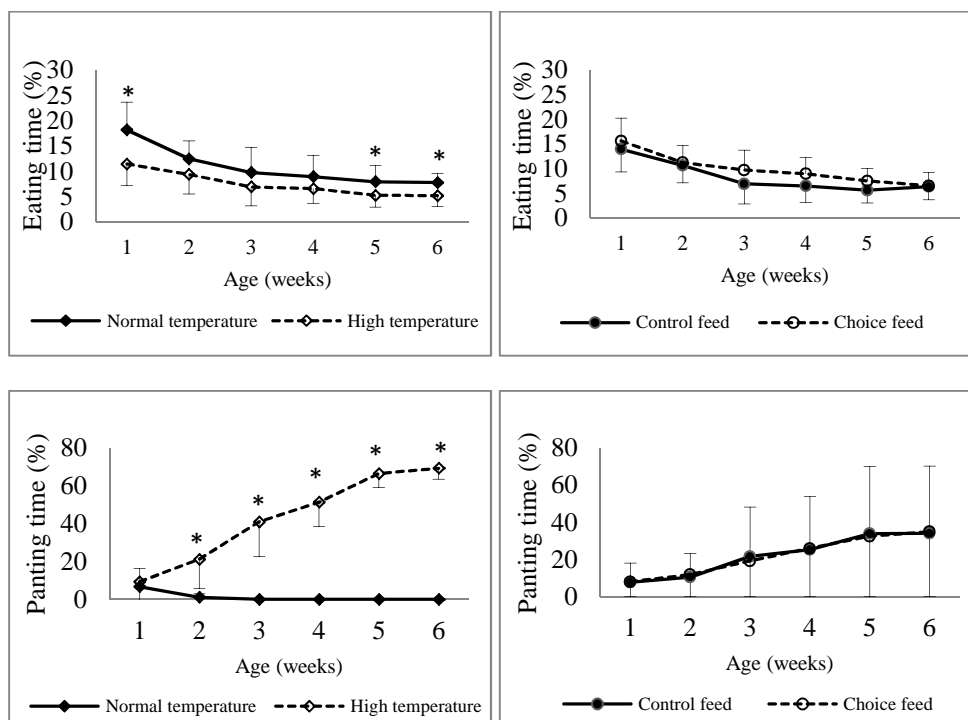 Eating time (%)
30
25
20
15
10
5
0
*
*
*
1 2 3 4 5 6
Age (weeks)
Normal temperature High temperature
Eating time (%)
30
25
20
15
10
5
0
1 2 3 4 5 6
Age (weeks)
Control feed Choice feed
Panting time (%)
80
60
40
20
0
*
*
*
*
*
1 2 3 4 5 6
Age (weeks)
Normal temperature High temperature
Panting time (%)
80
60
40
20
0
1 2 3 4 5 6
Age (weeks)
Control feed Choice feed